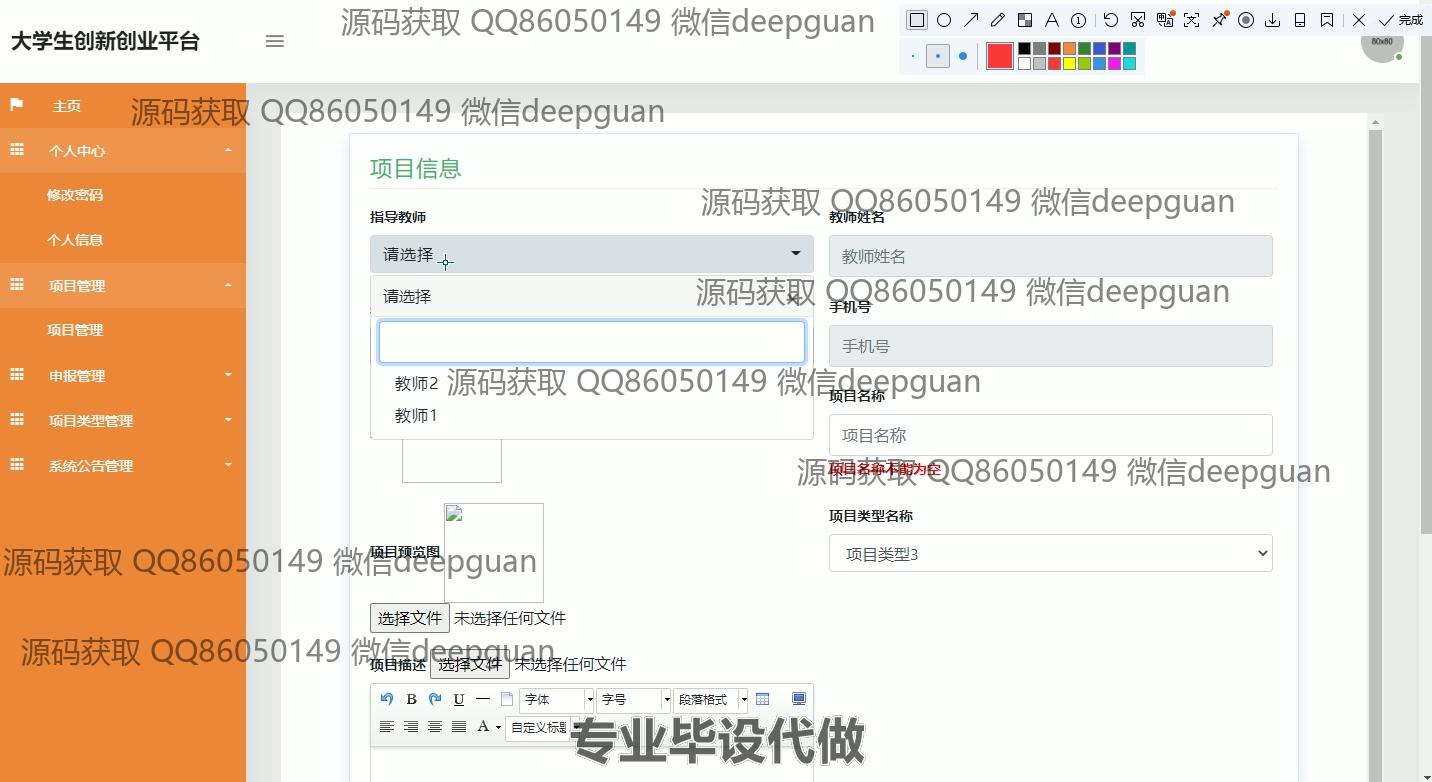 源码获取 QQ86050149 微信deepguan
完成
大学生创新创业平台
80x80
主页
源码获取 QQ86050149 微信deepguan
个人中心
修改密码
个人信息
项目管理
项目管理
申报管理
项目类型管理
系统公告管理
项目信息
源码获取 QQ86050149 微信deepguan
指导教师
教师姓名
请选择
教师姓名
请选择
源码获取 QQ86050149 微信deepguan
手机号
手机号
教师2
源码获取 QQ86050149 微信deepguan
教师1
项目名称
项目名称
项目名称不能为空
源码获取 QQ86050149 微信deepguan
项目类型名称
项目类型3
项目预览图
源码获取 QQ86050149 微信deepguan
选择文件 未选择任何文件
源码获取 QQ86050149 微信deepguan
项目描述 选择文件 未选择任何文件
B U 字体 字号 段落格式
A 自定义标题
专业毕设代做